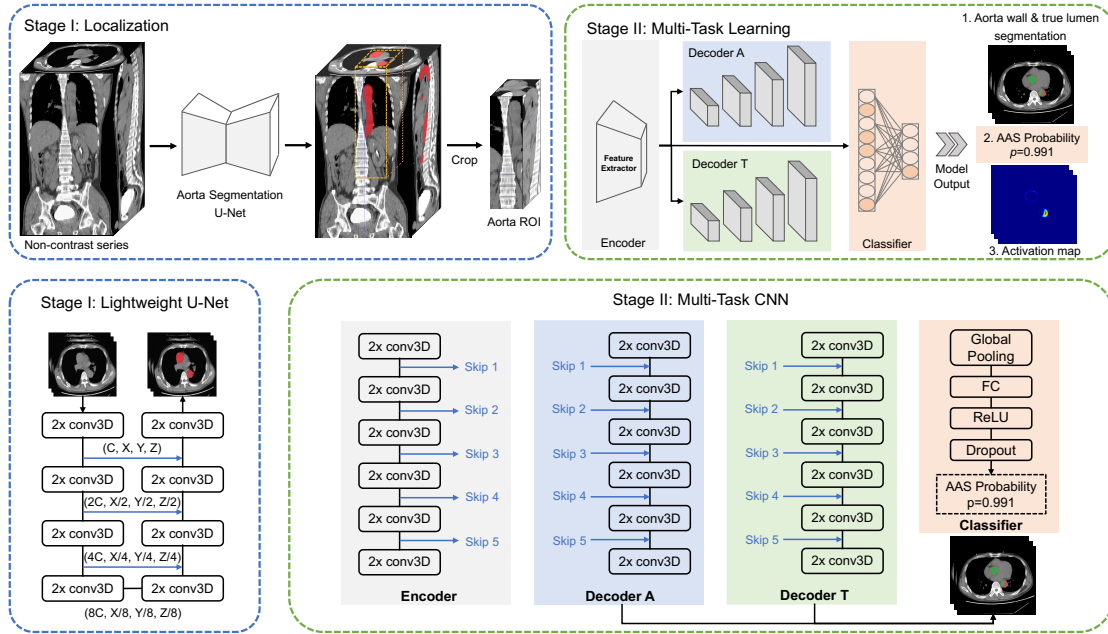 Stage I: Localization
Non-contrast series
Aorta Segmentation
U-Net
Crop
Aorta ROI
Stage II: Multi-Task Learning
Feature
Extractor
Encoder
Decoder A
Decoder T
Classifier
Model
Output
1. Aorta wall & true lumen
segmentation
2. AAS Probability
p=0.991
3. Activation map
Stage I: Lightweight U-Net
2x conv3D
2x conv3D
(C, X, Y, Z)
2x conv3D
2x conv3D
(2C, X/2, Y/2, Z/2)
2x conv3D
2x conv3D
(4C, X/4, Y/4, Z/4)
2x conv3D
2x conv3D
(8C, X/8, Y/8, Z/8)
Stage II: Multi-Task CNN
2x conv3D
Skip 1
2x conv3D
Skip 2
2x conv3D
Skip 3
2x conv3D
Skip 4
2x conv3D
Skip 5
2x conv3D
Encoder
2x conv3D
Skip 1
2x conv3D
Skip 2
2x conv3D
Skip 3
2x conv3D
Skip 4
2x conv3D
Skip 5
2x conv3D
Decoder A
2x conv3D
Skip 1
2x conv3D
Skip 2
2x conv3D
Skip 3
2x conv3D
Skip 4
2x conv3D
Skip 5
2x conv3D
Decoder T
Global
Pooling
FC
ReLU
Dropout
AAS Probability
p=0.991
Classifier